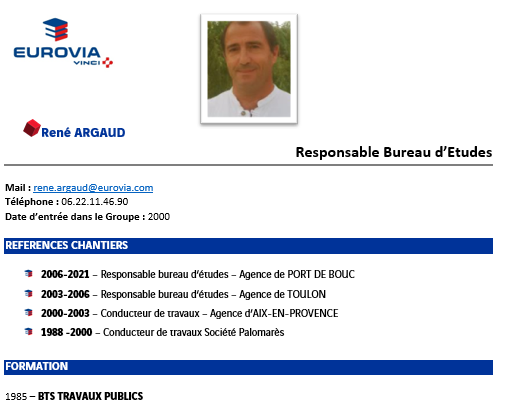 EUROVIA
VINCI
René ARGAUD
Responsable Bureau d'Etudes
Mail : rene.argaud@eurovia.com
Téléphone : 06.22.11.46.90
Date d'entrée dans le Groupe : 2000
REFERENCES CHANTIERS
2006-2021 – Responsable bureau d'études – Agence de PORT DE BOUC
2003-2006 – Responsable bureau d'études – Agence de TOULON
2000-2003 – Conducteur de travaux – Agence d'AIX-EN-PROVENCE
1988 -2000 – Conducteur de travaux Société Palomarès
FORMATION
1985 – BTS TRAVAUX PUBLICS